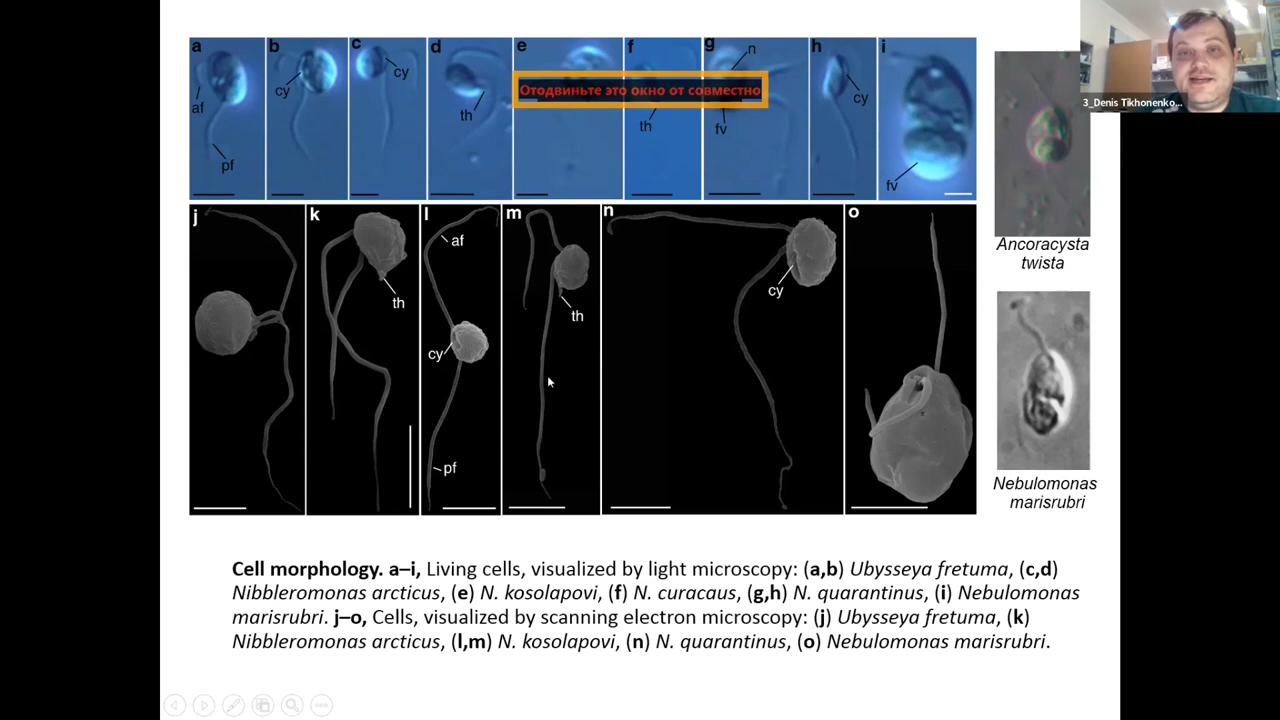 a
b
c
d
e
f
g
h
i
n
af
cy
cy
th
cy
pf
th
fv
fv
Отодвиньте это окно от совместно
3_Denis Tikhonenko...
j
k
l
m
n
o
af
th
cy
th
cy
pf
Ancoracysta
twista
Nebulomonas
marisrubri
Cell morphology. a–i, Living cells, visualized by light microscopy: (a,b) Ubysseya fretuma, (c,d)
Nibbleromonas arcticus, (e) N. kosolapovi, (f) N. curacaus, (g,h) N. quarantinus, (i) Nebulomonas
marisrubri. j–o, Cells, visualized by scanning electron microscopy: (j) Ubysseya fretuma, (k)
Nibbleromonas arcticus, (l,m) N. kosolapovi, (n) N. quarantinus, (o) Nebulomonas marisrubri.